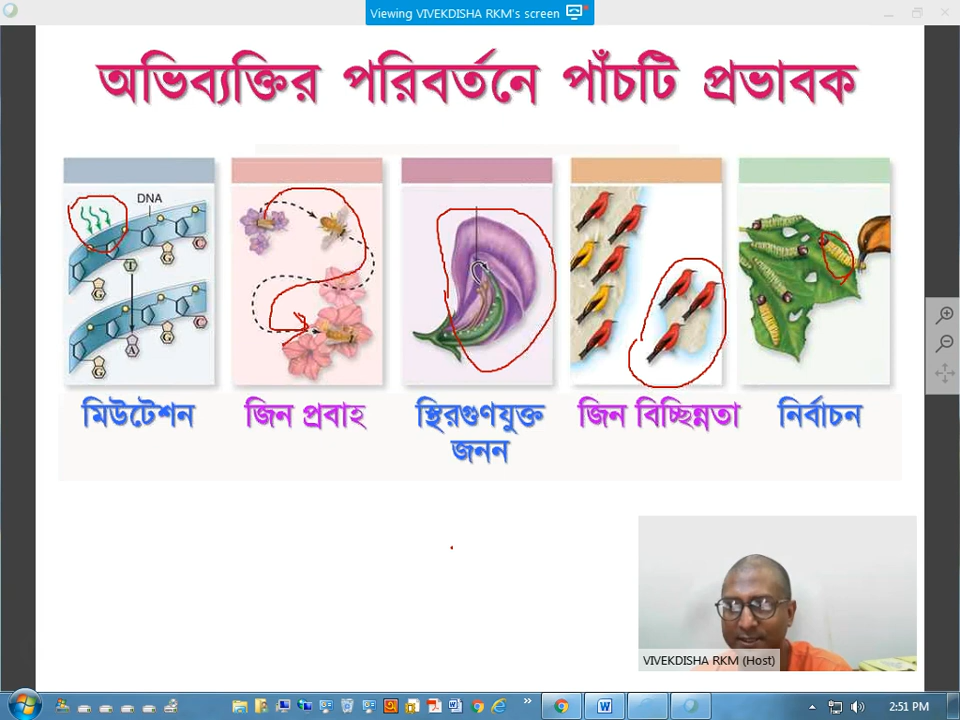 Viewing VIVEKDISHA RKM's screen
অভিব্যক্তির পরিবর্তনে পাঁচটি প্রভাবক
DNA
T
G
G
C
A
G
G
C
মিউটেশন
জিন প্রবাহ
স্থিরগুণযুক্ত
জনন
জিন বিচ্ছিন্নতা
নির্বাচন
VIVEKDISHA RKM (Host)
2:51 PM